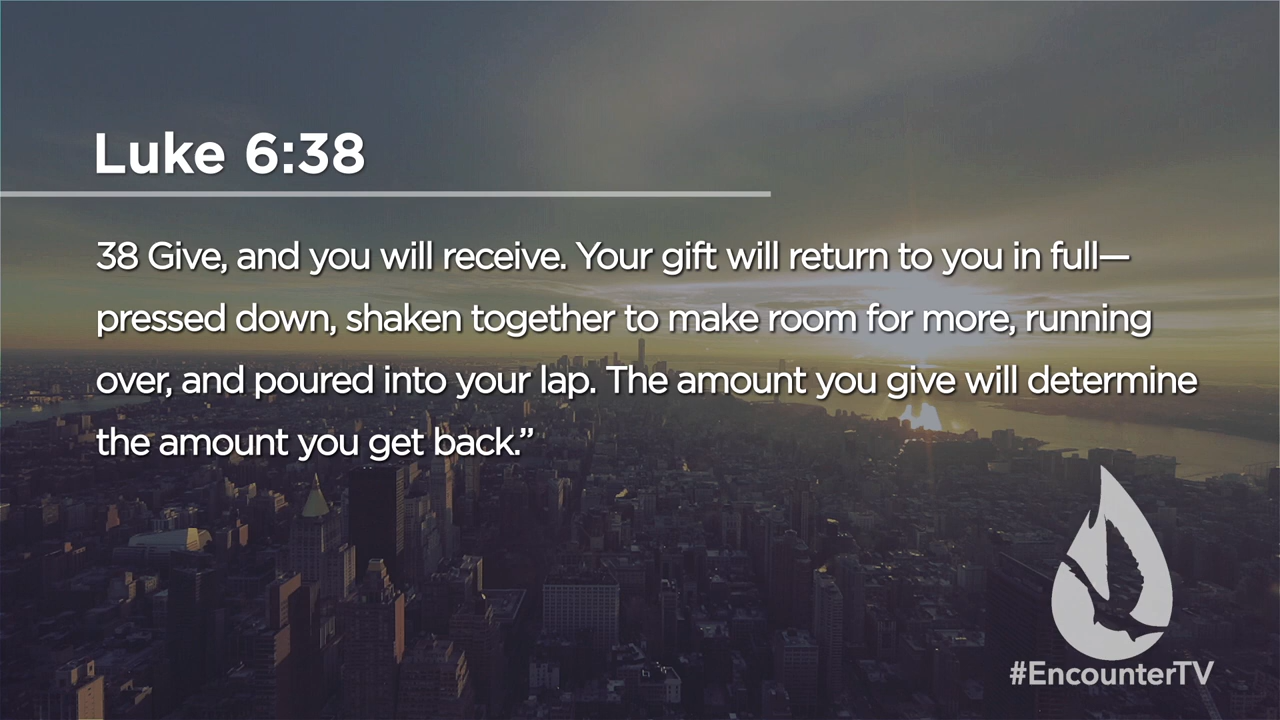 Luke 6:38
38 Give, and you will receive. Your gift will return to you in full—
pressed down, shaken together to make room for more, running
over, and poured into your lap. The amount you give will determine
the amount you get back.”
#EncounterTV